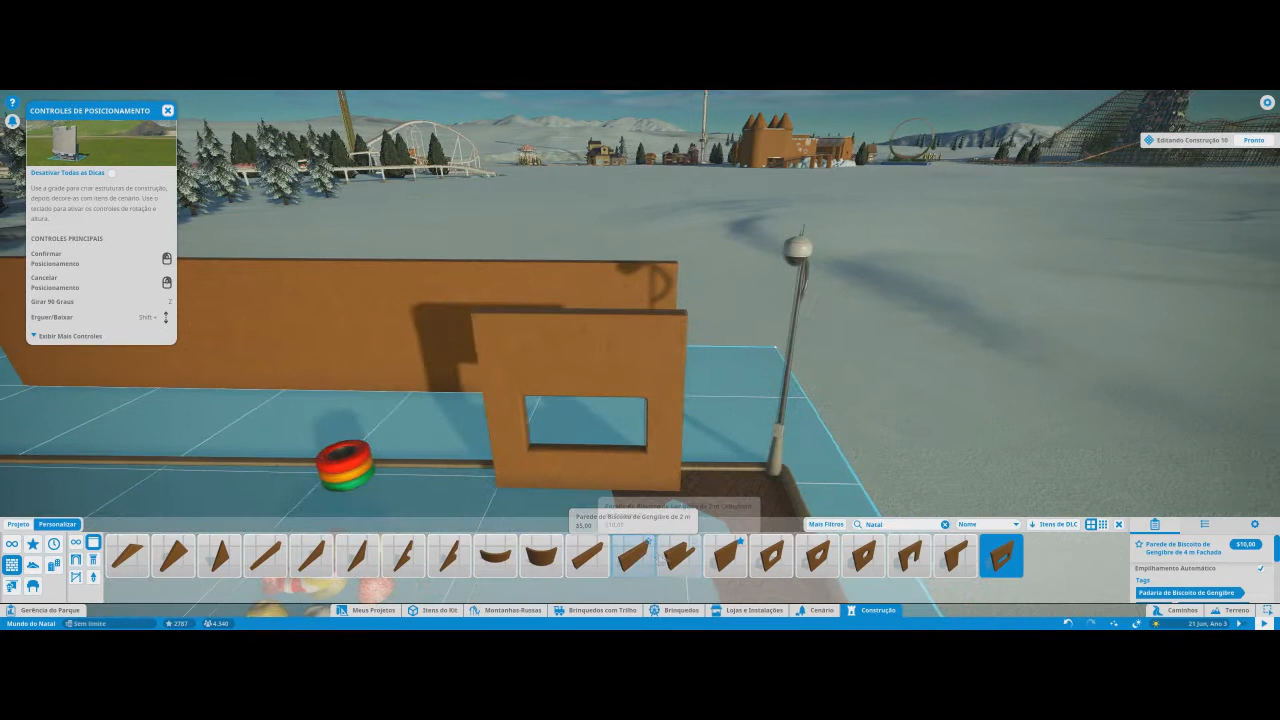 ?
CONTROLES DE POSICIONAMENTO
Desativar Todas as Dicas
Use a grade para criar estruturas de construção,
depois decore-as com itens de cenário. Use o
teclado para ativar os controles de rotação e
altura.
CONTROLES PRINCIPAIS
Confirmar
Posicionamento
Cancelar
Posicionamento
Girar 90 Graus Z
Erguer/Baixar Shift +
Exibir Mais Controles
Editando Construção 10 Pronto
Parede de Biscoito de Gengibre de 2 m
$5,00
Projeto Personalizar
Mais Filtros Natal Nome Itens de DLC
Parede de Biscoito de
Gengibre de 4 m Fachada
$10,00
Empilhamento Automático
Tags
Padaria de Biscoito de Gengibre
Gerência do Parque Meus Projetos Itens do Kit Montanhas-Russas Brinquedos com Trilho Brinquedos Lojas e Instalações Cenário Construção Caminhos Terreno
Mundo do Natal Sem limite 2787 4.340 21 Jun, Ano 3